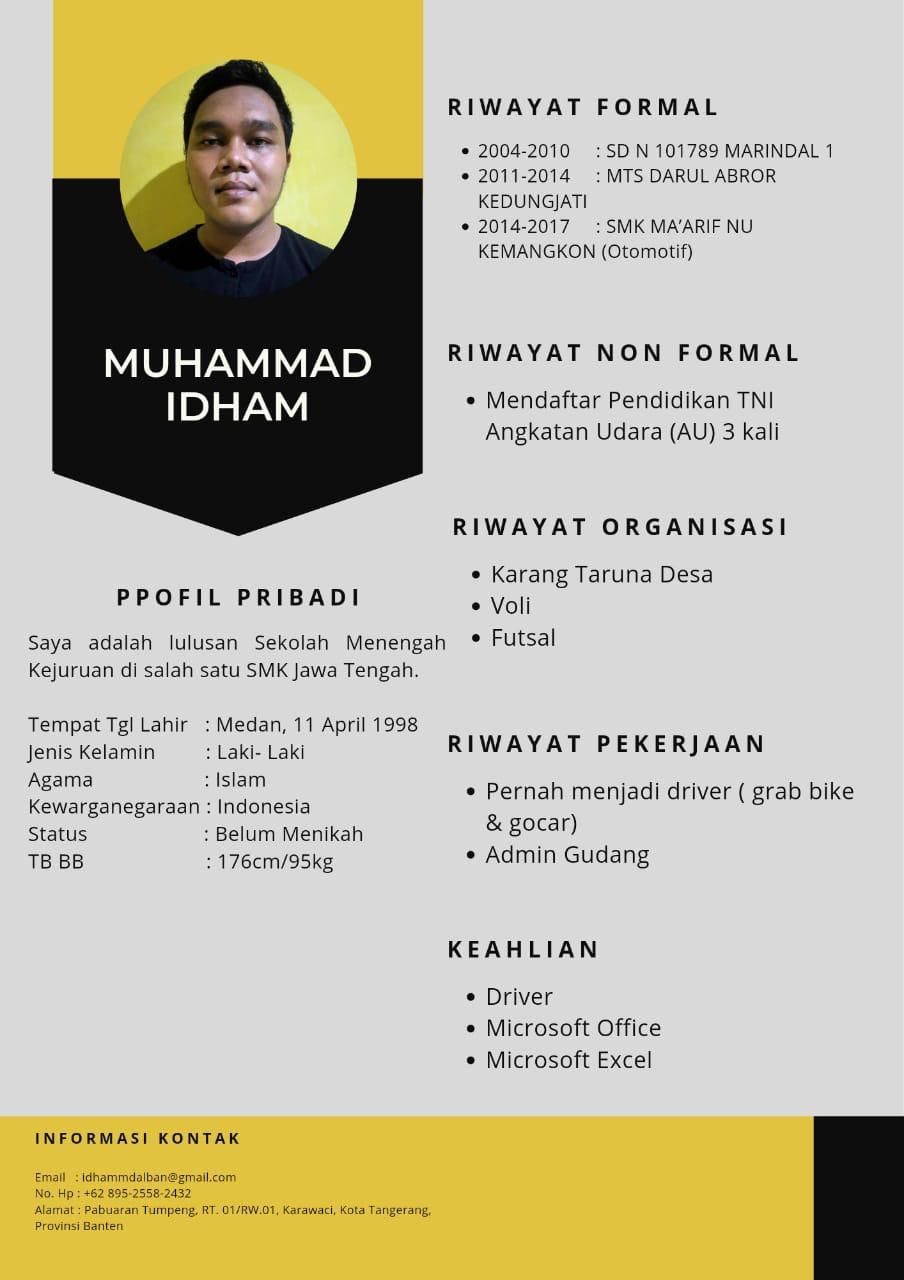 MUHAMMAD
IDHAM
PPOFIL PRIBADI
Saya adalah lulusan Sekolah Menengah
Kejuruan di salah satu SMK Jawa Tengah.
Tempat Tgl Lahir : Medan, 11 April 1998
Jenis Kelamin : Laki- Laki
Agama : Islam
Kewarganegaraan : Indonesia
Status : Belum Menikah
TB BB : 176cm/95kg
RIWAYAT FORMAL
• 2004-2010 : SD N 101789 MARINDAL 1
• 2011-2014 : MTS DARUL ABROR
KEDUNGJATI
• 2014-2017 : SMK MA’ARIF NU
KEMANGKON (Otomotif)
RIWAYAT NON FORMAL
• Mendaftar Pendidikan TNI
Angkatan Udara (AU) 3 kali
RIWAYAT ORGANISASI
• Karang Taruna Desa
• Voli
• Futsal
RIWAYAT PEKERJAAN
• Pernah menjadi driver ( grab bike
& gocar)
• Admin Gudang
KEAHLIAN
• Driver
• Microsoft Office
• Microsoft Excel
INFORMASI KONTAK
Email : idhammdalban@gmail.com
No. Hp : +62 895-2558-2432
Alamat : Pabuaran Tumpeng, RT. 01/RW.01, Karawaci, Kota Tangerang,
Provinsi Banten